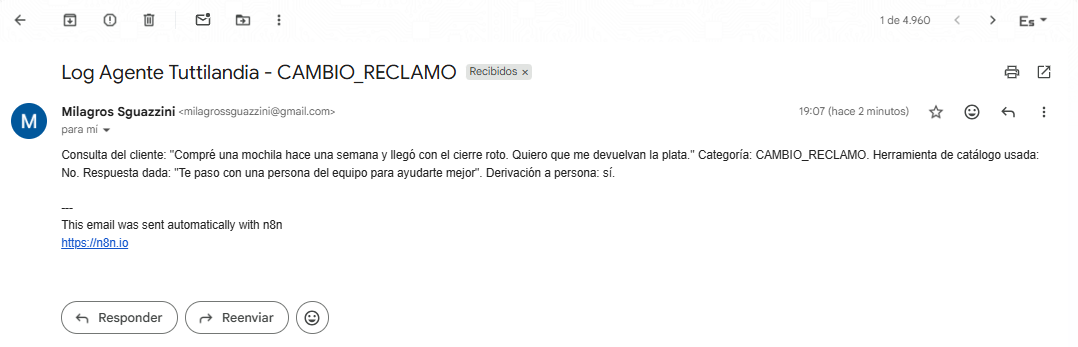 1 de 4.960
Es
Log Agente Tuttilandia - CAMBIO_RECLAMO Recibidos ×
M
Milagros Sguazzini <milagrossguazzini@gmail.com>
19:07 (hace 2 minutos)
para mí
Consulta del cliente: "Compré una mochila hace una semana y llegó con el cierre roto. Quiero que me devuelvan la plata." Categoría: CAMBIO_RECLAMO. Herramienta de catálogo usada:
No. Respuesta dada: "Te paso con una persona del equipo para ayudarte mejor". Derivación a persona: sí.
---
This email was sent automatically with n8n
https://n8n.io
Responder
Reenviar